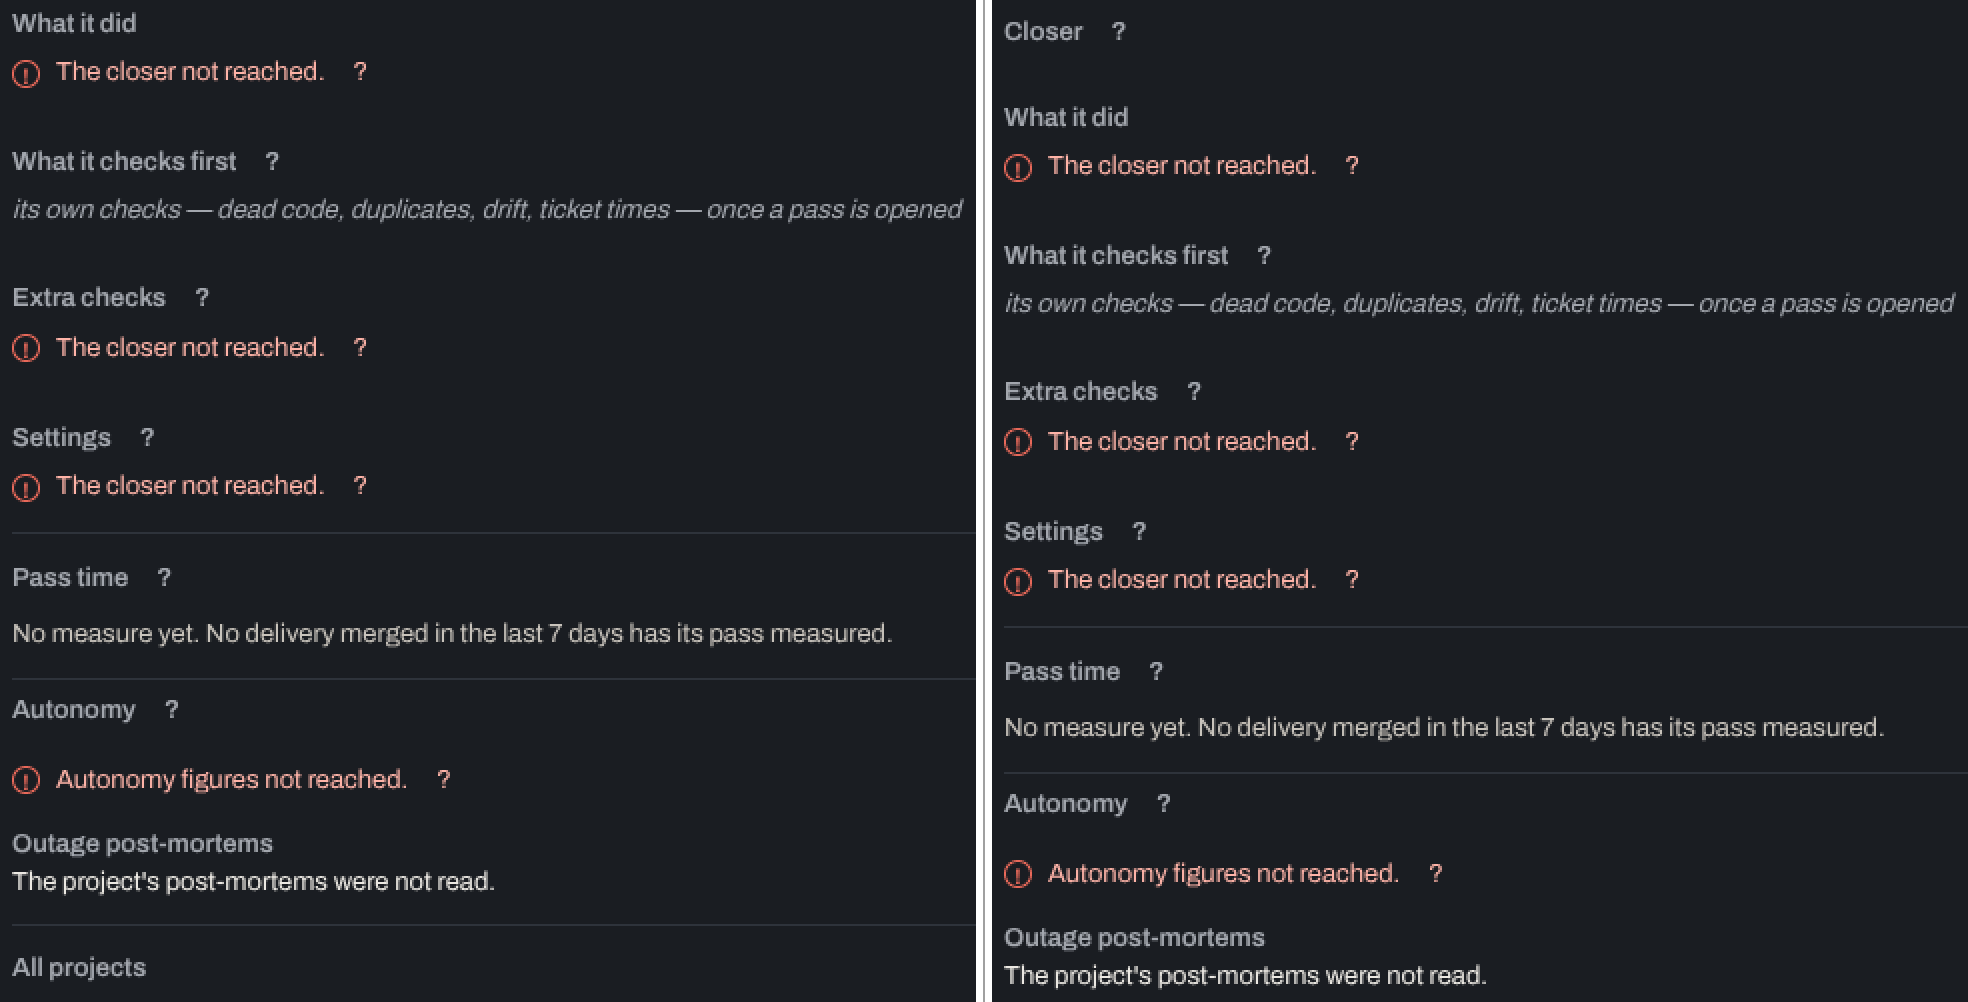 What it did
The closer not reached. ?
What it checks first ?
its own checks — dead code, duplicates, drift, ticket times — once a pass is opened
Extra checks ?
The closer not reached. ?
Settings ?
The closer not reached. ?
Pass time ?
No measure yet. No delivery merged in the last 7 days has its pass measured.
Autonomy ?
Autonomy figures not reached. ?
Outage post-mortems
The project's post-mortems were not read.
All projects
Closer ?
What it did
The closer not reached. ?
What it checks first ?
its own checks — dead code, duplicates, drift, ticket times — once a pass is opened
Extra checks ?
The closer not reached. ?
Settings ?
The closer not reached. ?
Pass time ?
No measure yet. No delivery merged in the last 7 days has its pass measured.
Autonomy ?
Autonomy figures not reached. ?
Outage post-mortems
The project's post-mortems were not read.